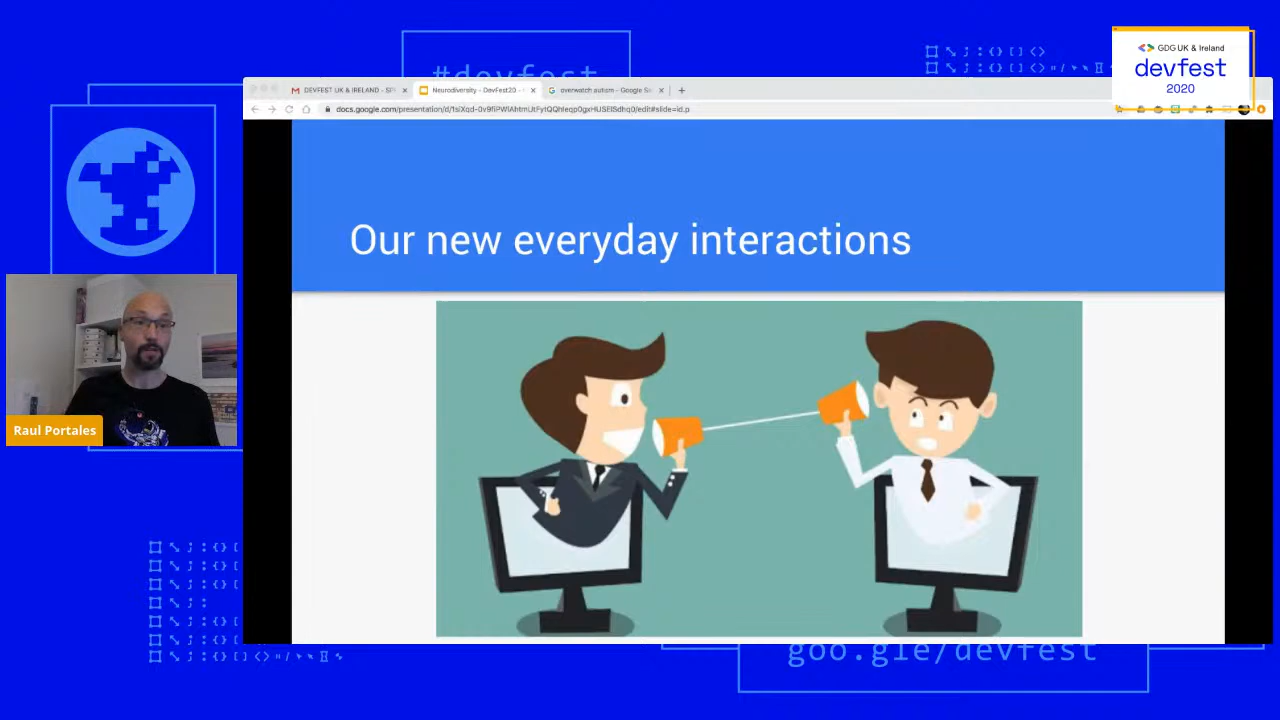 #devfest
GDG UK & Ireland
devfest
2020
DEVFEST UK & IRELAND - SP
Neurodiversity - DevFest20 -
overwatch autism - Google Se
Our new everyday interactions
Raul Portales
goo.gle/devfest